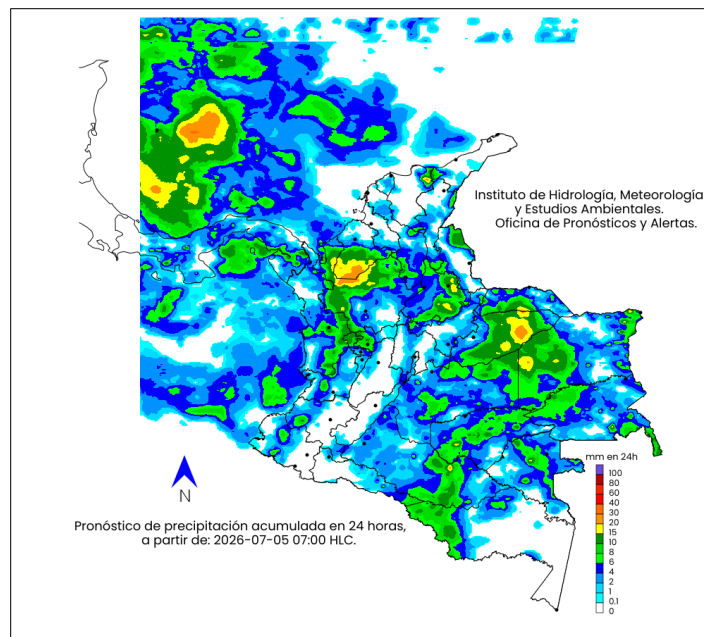 Instituto de Hidrología, Meteorología
y Estudios Ambientales.
Oficina de Pronósticos y Alertas.
mm en 24h
100
80
60
40
30
20
15
10
8
6
4
2
1
0.1
0
N
Pronóstico de precipitación acumulada en 24 horas,
a partir de: 2026-07-05 07:00 HLC.